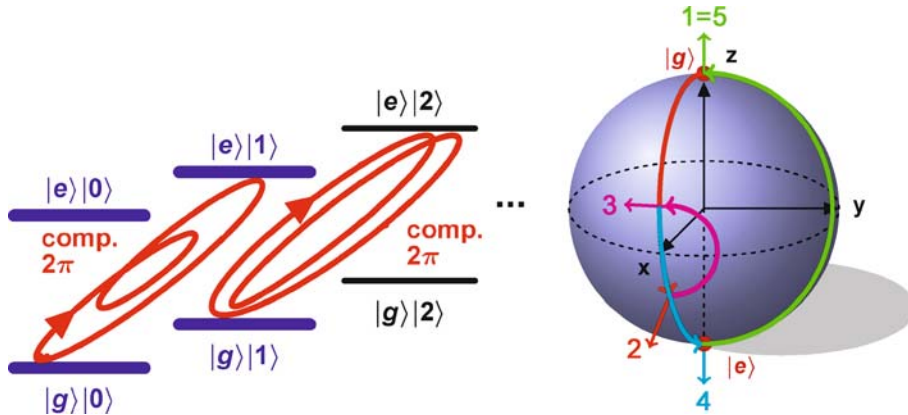 |e⟩|0⟩
|e⟩|1⟩
|e⟩|2⟩
comp.
2π
comp.
2π
...
|g⟩|0⟩
|g⟩|1⟩
|g⟩|2⟩
1=5
|g⟩
z
3
y
x
2
|e⟩
4